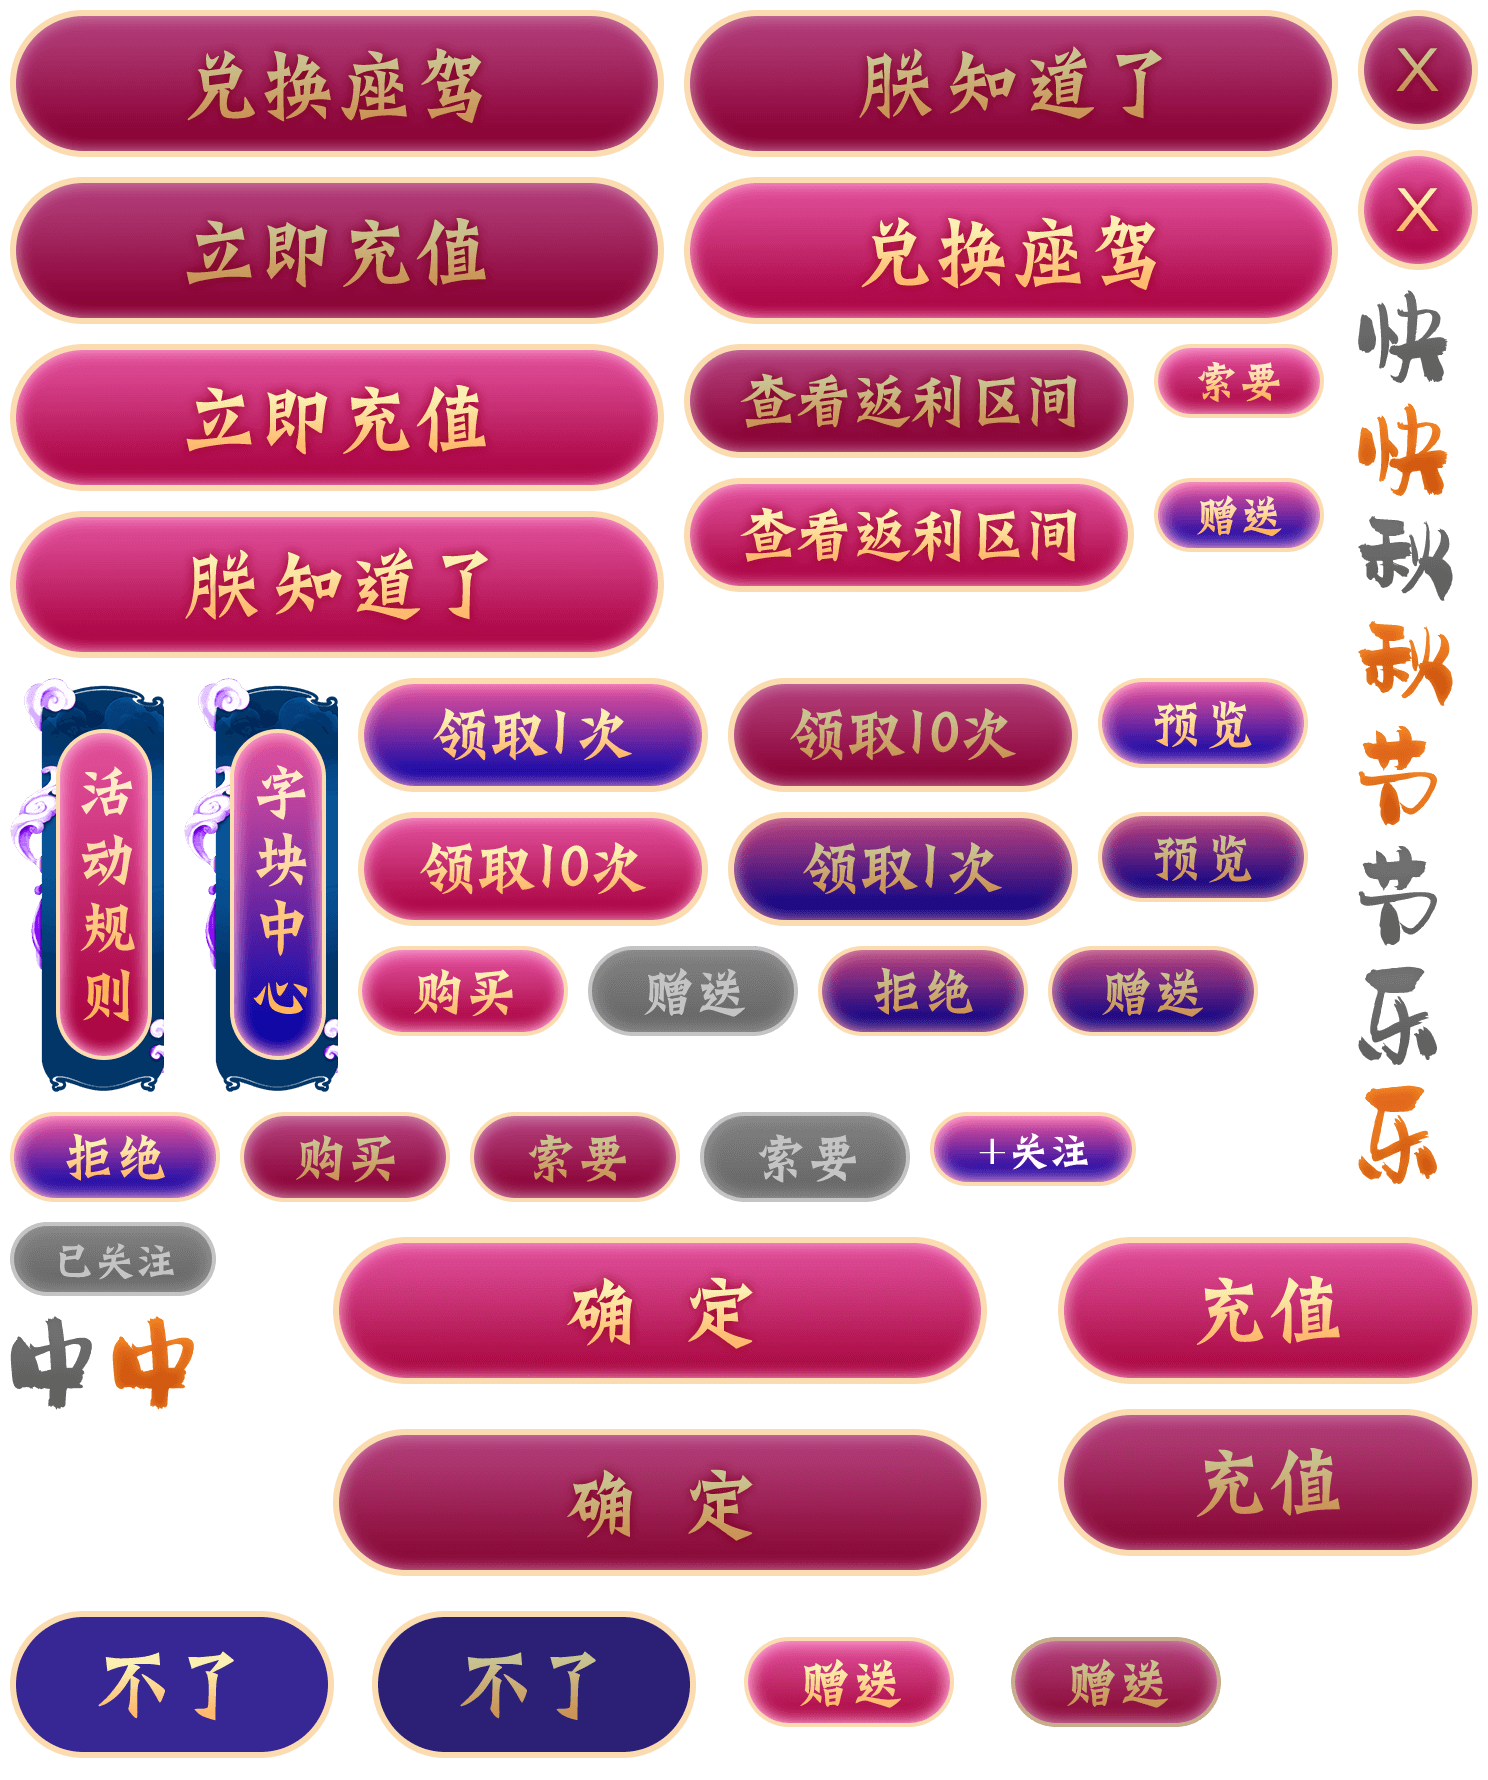 兑换座驾
朕知道了
X
立即充值
兑换座驾
X
立即充值
查看返利区间
索要
快
朕知道了
查看返利区间
赠送
快
秋
秋
活动规则
字块中心
领取1次
领取10次
预览
节
领取10次
领取1次
预览
节
购买
赠送
拒绝
赠送
乐
拒绝
购买
索要
索要
+关注
乐
已关注
确 定
充值
中
中
确 定
充值
不了
不了
赠送
赠送